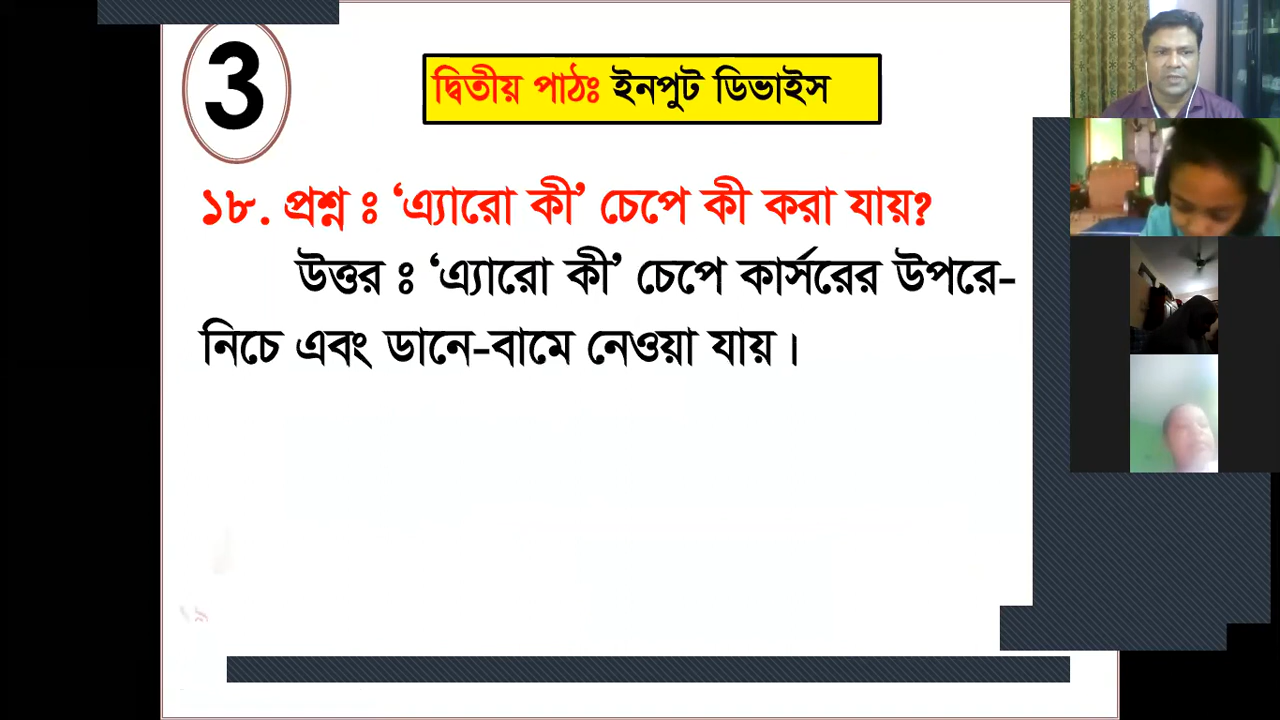 3
দ্বিতীয় পাঠঃ ইনপুট ডিভাইস
১৮. প্রশ্ন ঃ ‘এ্যারো কী’ চেপে কী করা যায়?
উত্তর ঃ ‘এ্যারো কী’ চেপে কার্সরের উপরে-
নিচে এবং ডানে-বামে নেওয়া যায়।